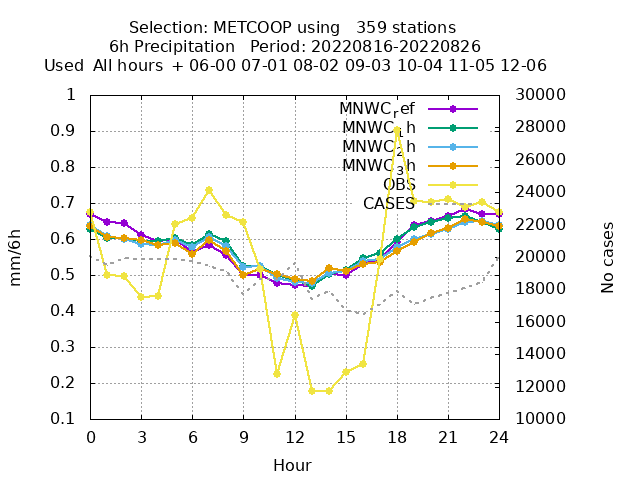 Selection: METCOOP using   359 stations
6h Precipitation   Period: 20220816-20220826
Used  All hours  + 06-00 07-01 08-02 09-03 10-04 11-05 12-06
MNWC_ref
MNWC_1h
MNWC_2h
MNWC_3h
OBS
CASES
1
0.9
0.8
0.7
0.6
0.5
0.4
0.3
0.2
0.1
mm/6h
30000
28000
26000
24000
22000
20000
18000
16000
14000
12000
10000
No cases
0 3 6 9 12 15 18 21 24
Hour